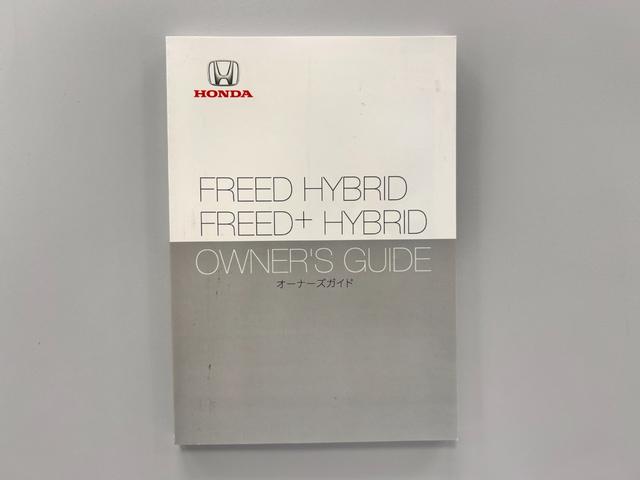 HONDA
FREED HYBRID
FREED+ HYBRID
OWNER'S GUIDE
オーナーズガイド